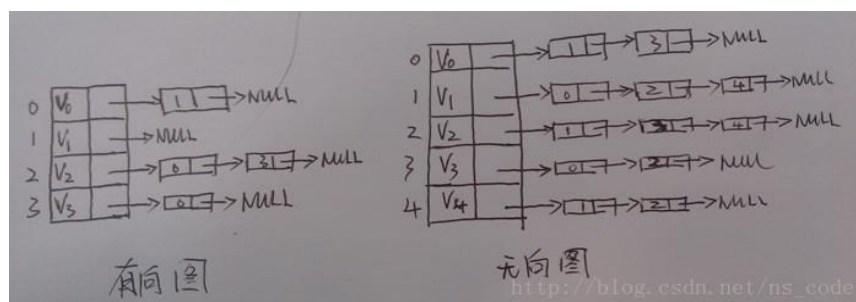 0 V0 1 NULL
1 V1 NULL
2 V2 0 3 NULL
3 V3 0 NULL
有向图
0 V0 1 3 NULL
1 V1 0 2 4 NULL
2 V2 1 3 4 NULL
3 V3 0 2 NULL
4 V4 1 2 NULL
无向图
http://blog.csdn.net/ns_code